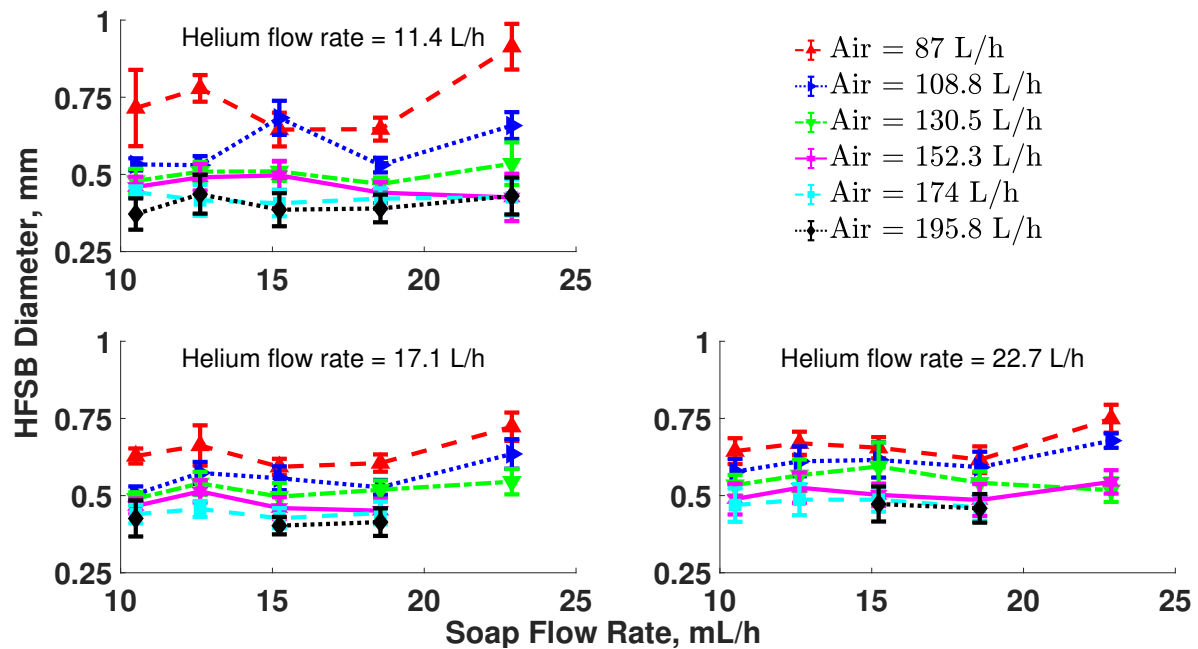 Helium flow rate = 11.4 L/h
1
0.75
0.5
0.25
10 15 20 25
Air = 87 L/h
Air = 108.8 L/h
Air = 130.5 L/h
Air = 152.3 L/h
Air = 174 L/h
Air = 195.8 L/h
HFSB Diameter, mm
Helium flow rate = 17.1 L/h
1
0.75
0.5
0.25
10 15 20 25
Helium flow rate = 22.7 L/h
1
0.75
0.5
0.25
10 15 20 25
Soap Flow Rate, mL/h